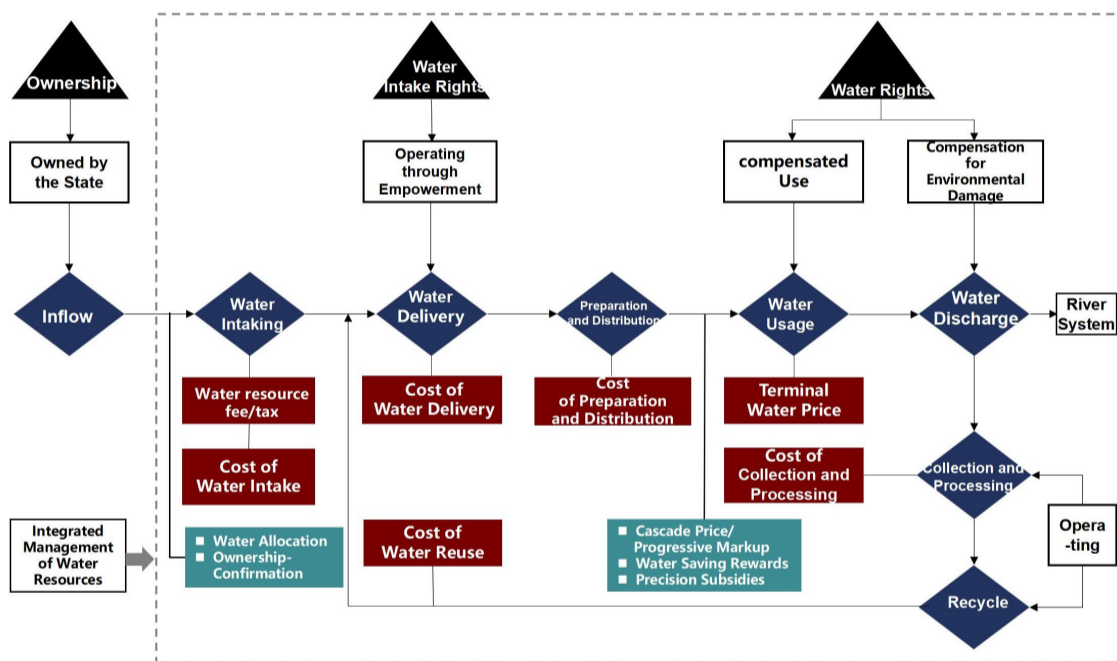 Ownership
Water
Intake Rights
Water Rights
Owned by
the State
Operating
through
Empowerment
compensated
Use
Compensation
for
Environmental
Damage
Inflow
Water
Intaking
Water
Delivery
Preparation
and Distribution
Water
Usage
Water
Discharge
River
System
Water resource
fee/tax
Cost of
Water Delivery
Cost
of Preparation
and Distribution
Terminal
Water Price
Cost of
Water Intake
Cost of
Collection and
Processing
Collection and
Processing
Integrated
Management
of Water
Resources
Water Allocation
Ownership-
Confirmation
Cost of
Water Reuse
Cascade Price/
Progressive Markup
Water Saving Rewards
Precision Subsidies
Opera
-ting
Recycle